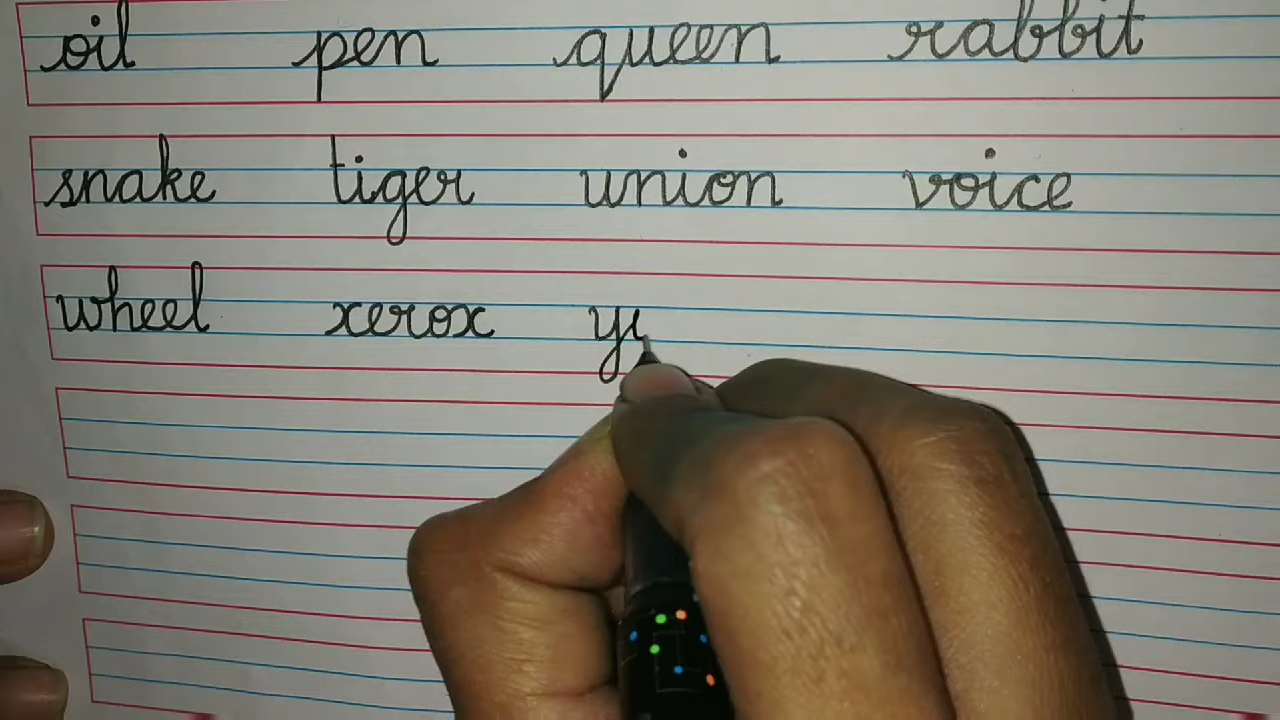 oil pen queen rabbit
snake tiger union voice
wheel xerox